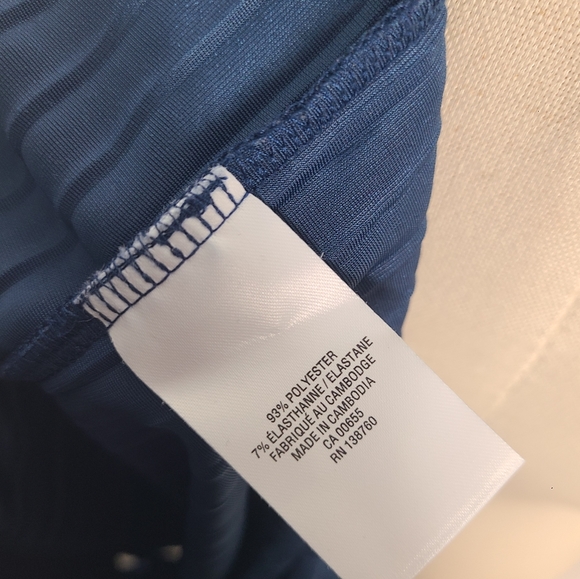 93% POLYESTER
7% ÉLASTHANNE / ELASTANE
FABRIQUÉ AU CAMBODGE
MADE IN CAMBODIA
CA 00655
RN 138760